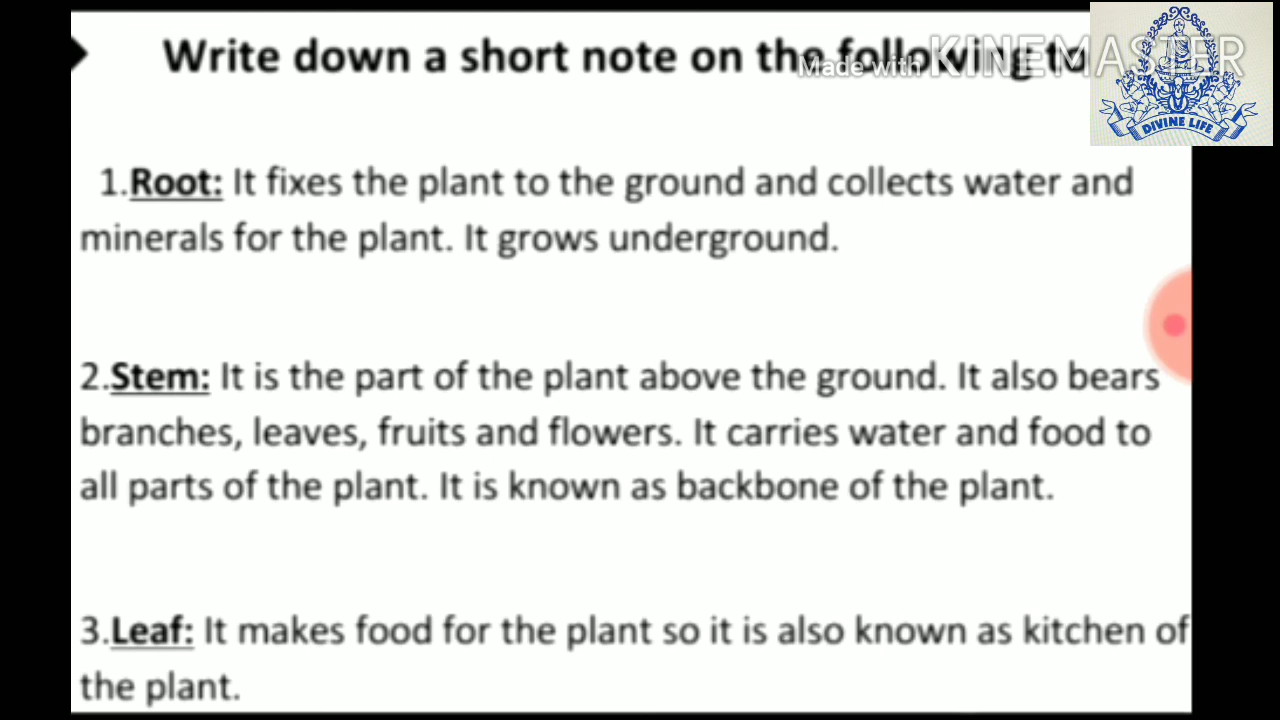 Write down a short note on the following to
Made with KINEMASTER
DIVINE LIFE
1.Root: It fixes the plant to the ground and collects water and
minerals for the plant. It grows underground.
2.Stem: It is the part of the plant above the ground. It also bears
branches, leaves, fruits and flowers. It carries water and food to
all parts of the plant. It is known as backbone of the plant.
3.Leaf: It makes food for the plant so it is also known as kitchen of
the plant.